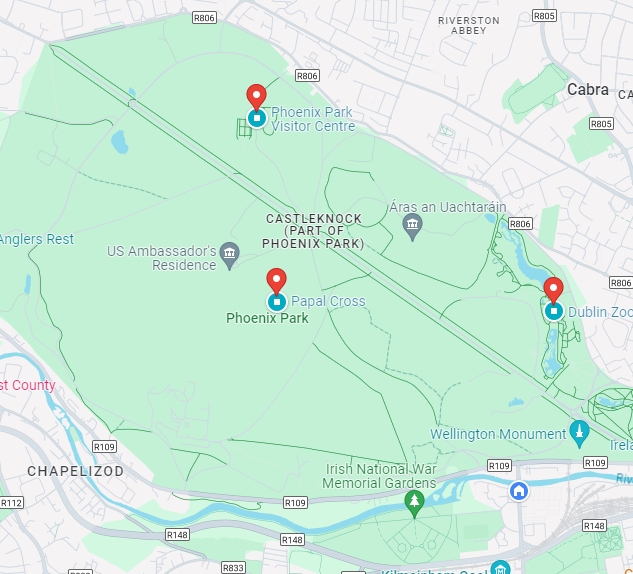 R806
RIVERSTON
ABBEY
R805
R806
Cabra
CA
Phoenix Park
Visitor Centre
R805
Áras an Uachtaráin
CASTLEKNOCK
(PART OF
PHOENIX PARK)
R806
Anglers Rest
US Ambassador's
Residence
R806
Papal Cross
Dublin Zoo
Phoenix Park
st County
Wellington Monument
Irela
R109
CHAPELIZOD
Irish National War
Memorial Gardens
R109
R109
Riv
R112
R109
R148
R148
R148
R833
Kilmainham Gaol